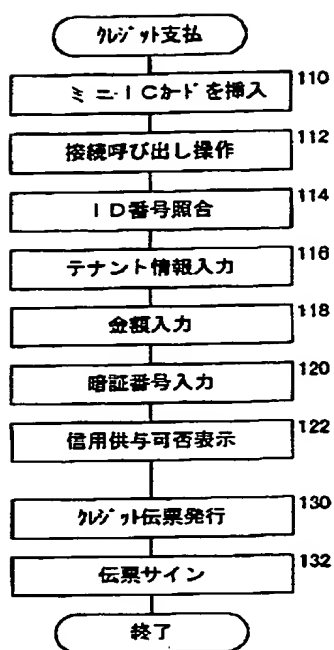 クレジット支払
ミニ・ICカードを挿入
110
接続呼び出し操作
112
ID番号照合
114
テナント情報入力
116
金額入力
118
暗証番号入力
120
信用供与可否表示
122
クレジット伝票発行
130
伝票サイン
132
終了